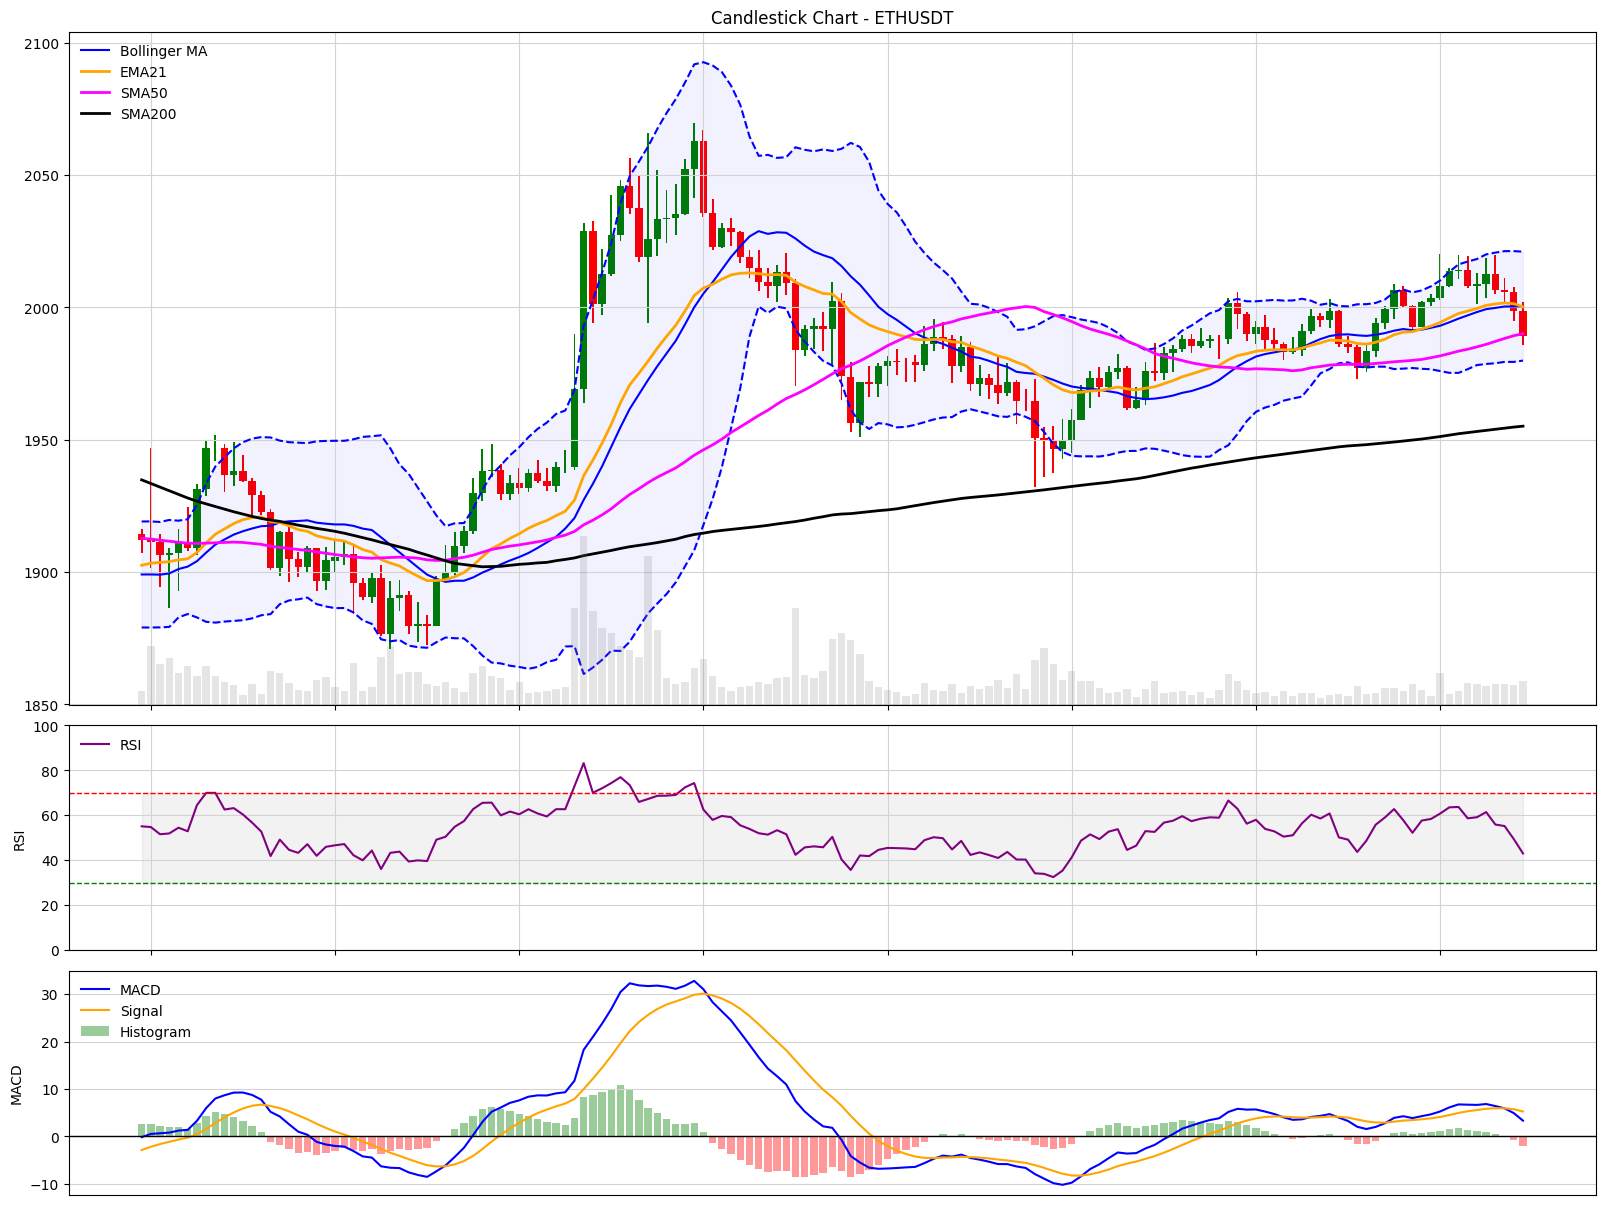 Candlestick Chart - ETHUSDT
2100
2050
2000
1950
1900
1850
Bollinger MA
EMA21
SMA50
SMA200
100
80
60
40
20
0
RSI
RSI
30
20
10
0
−10
MACD
MACD
Signal
Histogram